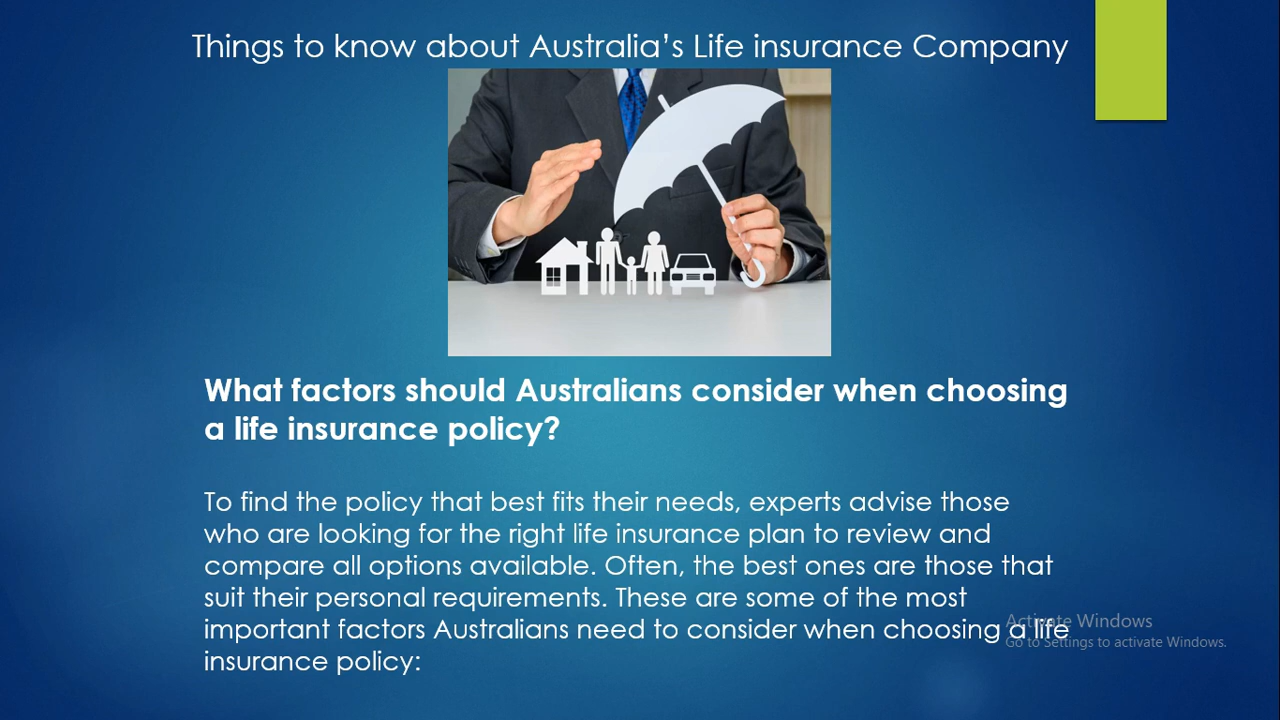 Things to know about Australia’s Life insurance Company
What factors should Australians consider when choosing
a life insurance policy?
To find the policy that best fits their needs, experts advise those
who are looking for the right life insurance plan to review and
compare all options available. Often, the best ones are those that
suit their personal requirements. These are some of the most
important factors Australians need to consider when choosing a life
insurance policy:
Activate Windows
Go to Settings to activate Windows.